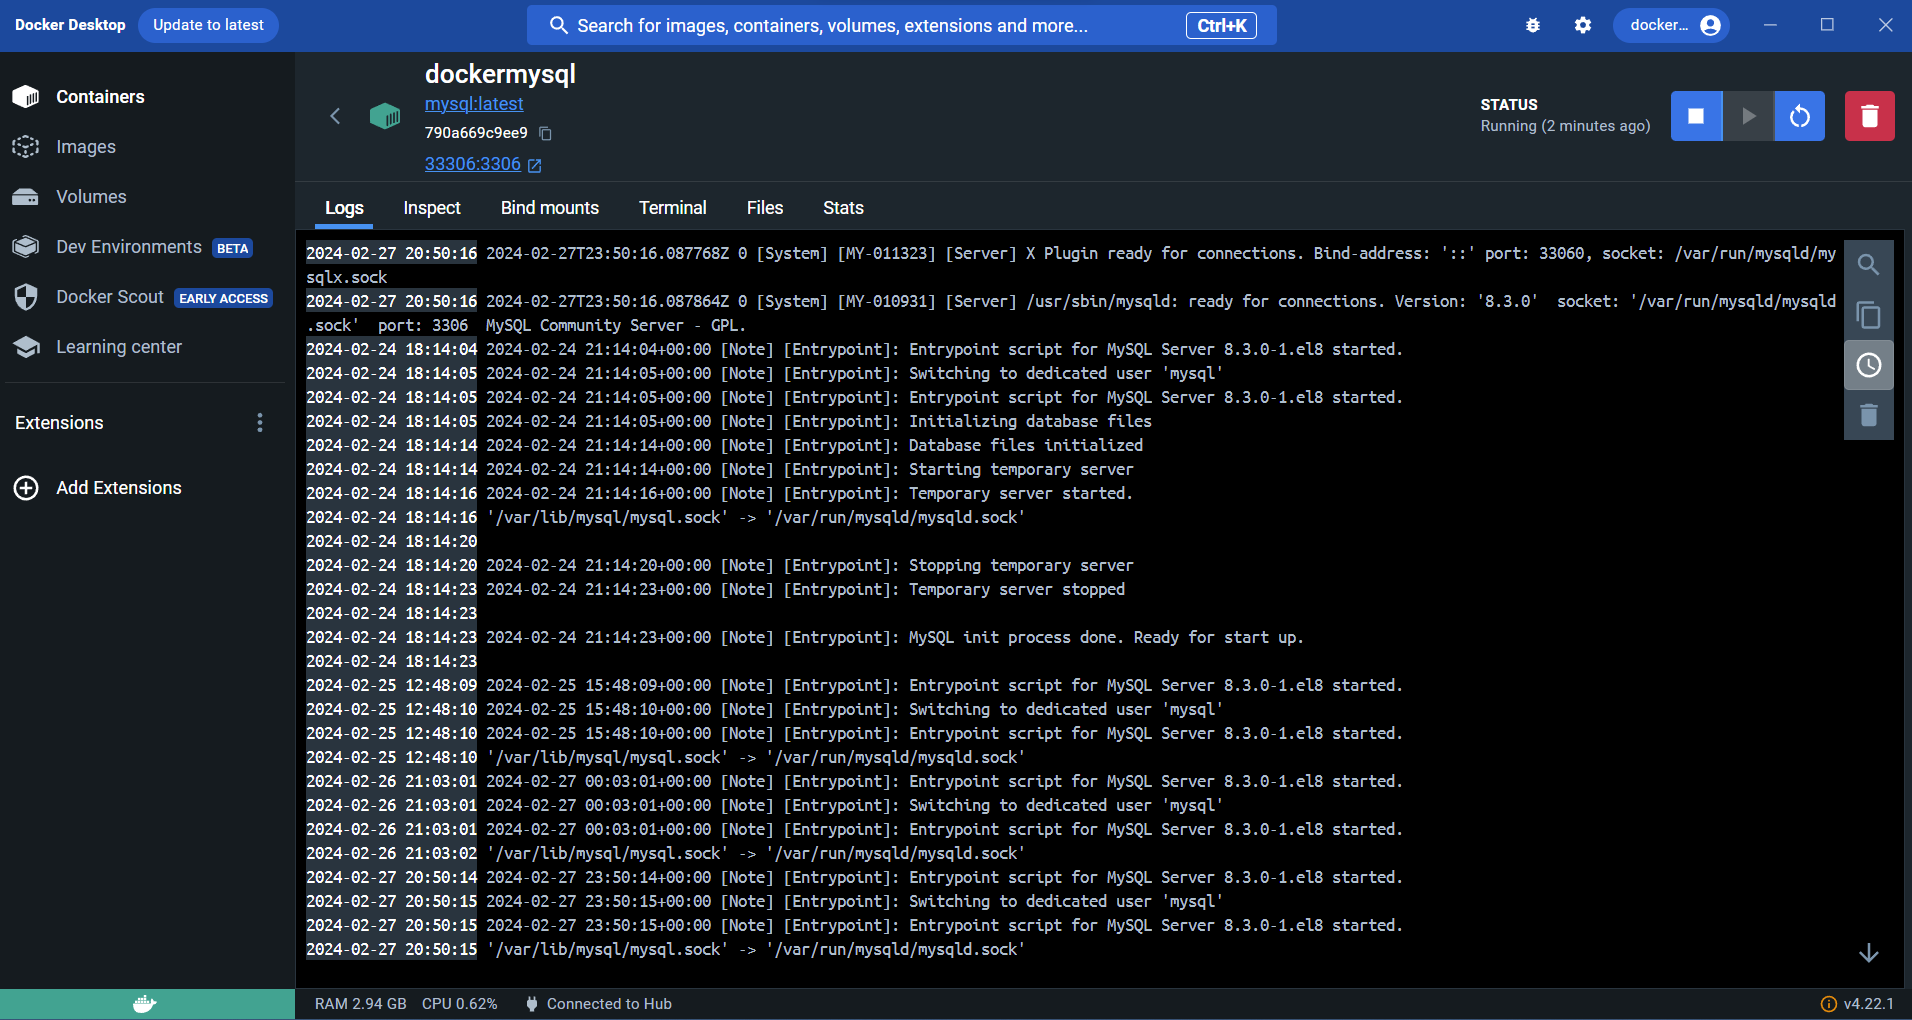 Docker Desktop
Update to latest
Search for images, containers, volumes, extensions and more...
Ctrl+K
docker...
Containers
Images
Volumes
Dev Environments BETA
Docker Scout EARLY ACCESS
Learning center
Extensions
Add Extensions
dockermysql
mysql:latest
790a669c9ee9
33306:3306
STATUS
Running (2 minutes ago)
Logs Inspect Bind mounts Terminal Files Stats
2024-02-27 20:50:16 2024-02-27T23:50:16.087768Z 0 [System] [MY-011323] [Server] X Plugin ready for connections. Bind-address: '::' port: 33060, socket: /var/run/mysqld/my
sqlx.sock
2024-02-27 20:50:16 2024-02-27T23:50:16.087864Z 0 [System] [MY-010931] [Server] /usr/sbin/mysqld: ready for connections. Version: '8.3.0'  socket: '/var/run/mysqld/mysqld
.sock'  port: 3306  MySQL Community Server - GPL.
2024-02-24 18:14:04 2024-02-24 21:14:04+00:00 [Note] [Entrypoint]: Entrypoint script for MySQL Server 8.3.0-1.el8 started.
2024-02-24 18:14:05 2024-02-24 21:14:05+00:00 [Note] [Entrypoint]: Switching to dedicated user 'mysql'
2024-02-24 18:14:05 2024-02-24 21:14:05+00:00 [Note] [Entrypoint]: Entrypoint script for MySQL Server 8.3.0-1.el8 started.
2024-02-24 18:14:05 2024-02-24 21:14:05+00:00 [Note] [Entrypoint]: Initializing database files
2024-02-24 18:14:14 2024-02-24 21:14:14+00:00 [Note] [Entrypoint]: Database files initialized
2024-02-24 18:14:14 2024-02-24 21:14:14+00:00 [Note] [Entrypoint]: Starting temporary server
2024-02-24 18:14:16 2024-02-24 21:14:16+00:00 [Note] [Entrypoint]: Temporary server started.
2024-02-24 18:14:16 '/var/lib/mysql/mysql.sock' -> '/var/run/mysqld/mysqld.sock'
2024-02-24 18:14:20
2024-02-24 18:14:20 2024-02-24 21:14:20+00:00 [Note] [Entrypoint]: Stopping temporary server
2024-02-24 18:14:23 2024-02-24 21:14:23+00:00 [Note] [Entrypoint]: Temporary server stopped
2024-02-24 18:14:23
2024-02-24 18:14:23 2024-02-24 21:14:23+00:00 [Note] [Entrypoint]: MySQL init process done. Ready for start up.
2024-02-24 18:14:23
2024-02-25 12:48:09 2024-02-25 15:48:09+00:00 [Note] [Entrypoint]: Entrypoint script for MySQL Server 8.3.0-1.el8 started.
2024-02-25 12:48:10 2024-02-25 15:48:10+00:00 [Note] [Entrypoint]: Switching to dedicated user 'mysql'
2024-02-25 12:48:10 2024-02-25 15:48:10+00:00 [Note] [Entrypoint]: Entrypoint script for MySQL Server 8.3.0-1.el8 started.
2024-02-25 12:48:10 '/var/lib/mysql/mysql.sock' -> '/var/run/mysqld/mysqld.sock'
2024-02-26 21:03:01 2024-02-27 00:03:01+00:00 [Note] [Entrypoint]: Entrypoint script for MySQL Server 8.3.0-1.el8 started.
2024-02-26 21:03:01 2024-02-27 00:03:01+00:00 [Note] [Entrypoint]: Switching to dedicated user 'mysql'
2024-02-26 21:03:01 2024-02-27 00:03:01+00:00 [Note] [Entrypoint]: Entrypoint script for MySQL Server 8.3.0-1.el8 started.
2024-02-26 21:03:02 '/var/lib/mysql/mysql.sock' -> '/var/run/mysqld/mysqld.sock'
2024-02-27 20:50:14 2024-02-27 23:50:14+00:00 [Note] [Entrypoint]: Entrypoint script for MySQL Server 8.3.0-1.el8 started.
2024-02-27 20:50:15 2024-02-27 23:50:15+00:00 [Note] [Entrypoint]: Switching to dedicated user 'mysql'
2024-02-27 20:50:15 2024-02-27 23:50:15+00:00 [Note] [Entrypoint]: Entrypoint script for MySQL Server 8.3.0-1.el8 started.
2024-02-27 20:50:15 '/var/lib/mysql/mysql.sock' -> '/var/run/mysqld/mysqld.sock'
RAM 2.94 GB CPU 0.62% Connected to Hub
v4.22.1